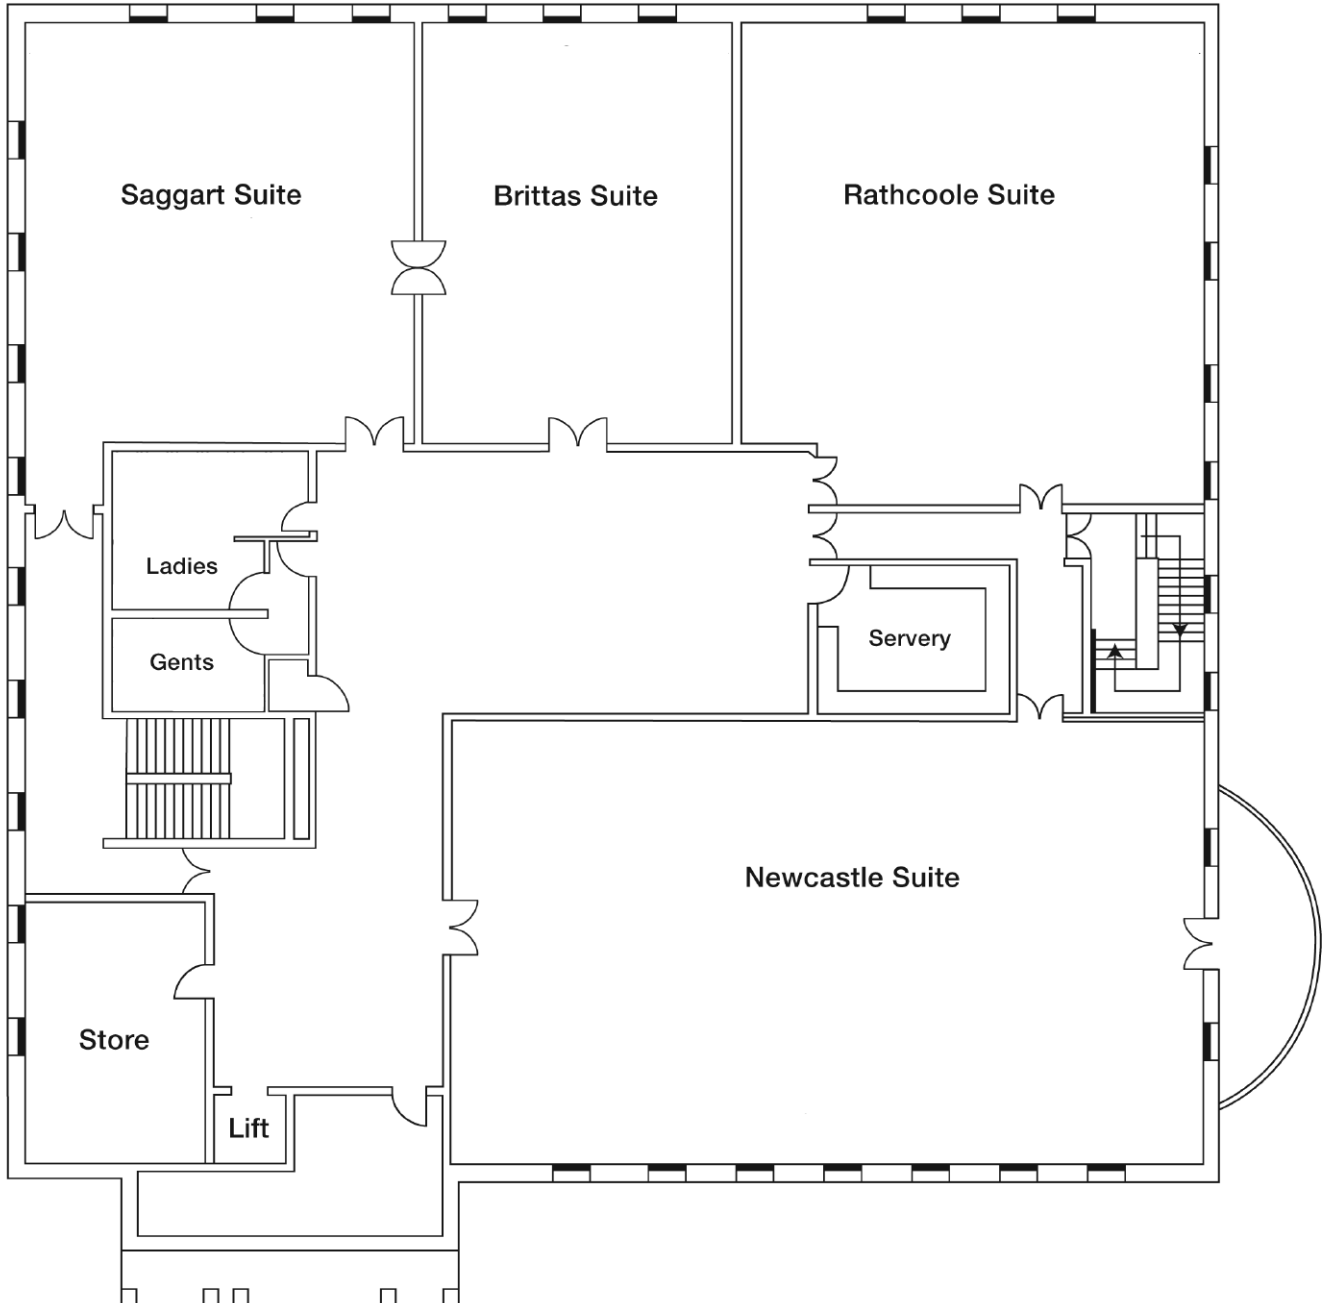 Saggart Suite
Brittas Suite
Rathcoole Suite
Ladies
Gents
Servery
Newcastle Suite
Store
Lift